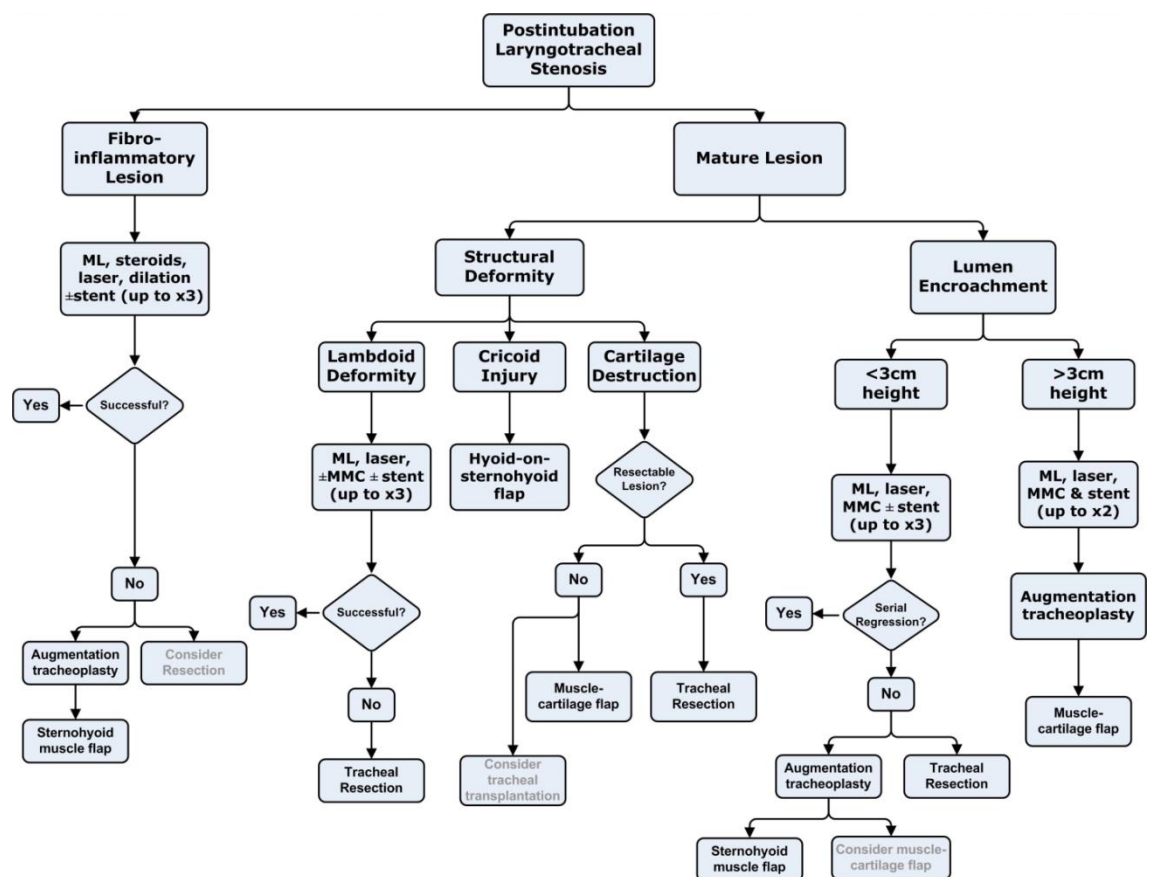 Postintubation
Laryngotracheal
Stenosis
Fibro-
inflammatory
Lesion
Mature Lesion
ML, steroids,
laser, dilation
±stent (up to x3)
Structural
Deformity
Lumen
Encroachment
Lambdoid
Deformity
Cricoid
Injury
Cartilage
Destruction
<3cm
height
>3cm
height
Yes
Successful?
ML, laser,
±MMC ± stent
(up to x3)
Hyoid-on-
sternohyoid
flap
Resectable
Lesion?
ML, laser,
MMC ± stent
(up to x3)
ML, laser,
MMC & stent
(up to x2)
No
Yes
Successful?
No
Yes
Yes
Serial
Regression?
Augmentation
tracheoplasty
Augmentation
tracheoplasty
Consider
Resection
No
Muscle-
cartilage flap
Tracheal
Resection
No
Muscle-
cartilage flap
Sternohyoid
muscle flap
Tracheal
Resection
Consider
tracheal
transplantation
Augmentation
tracheoplasty
Tracheal
Resection
Sternohyoid
muscle flap
Consider muscle-
cartilage flap